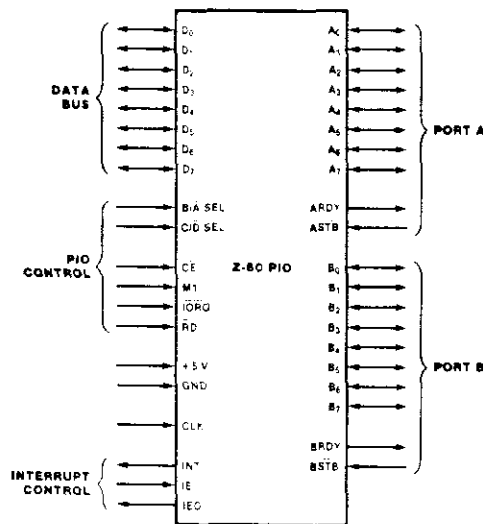 DATA
BUS
D0
D1
D2
D3
D4
D5
D6
D7
PIO
CONTROL
B/A SEL
C/D SEL
CE
M1
IORQ
RD
+5 V
GND
CLK
INTERRUPT
CONTROL
INT
IE
IEO
Z-80 PIO
A0
A1
A2
A3
A4
A5
A6
A7
ARDY
ASTB
PORT A
B0
B1
B2
B3
B4
B5
B6
B7
BRDY
BSTB
PORT B